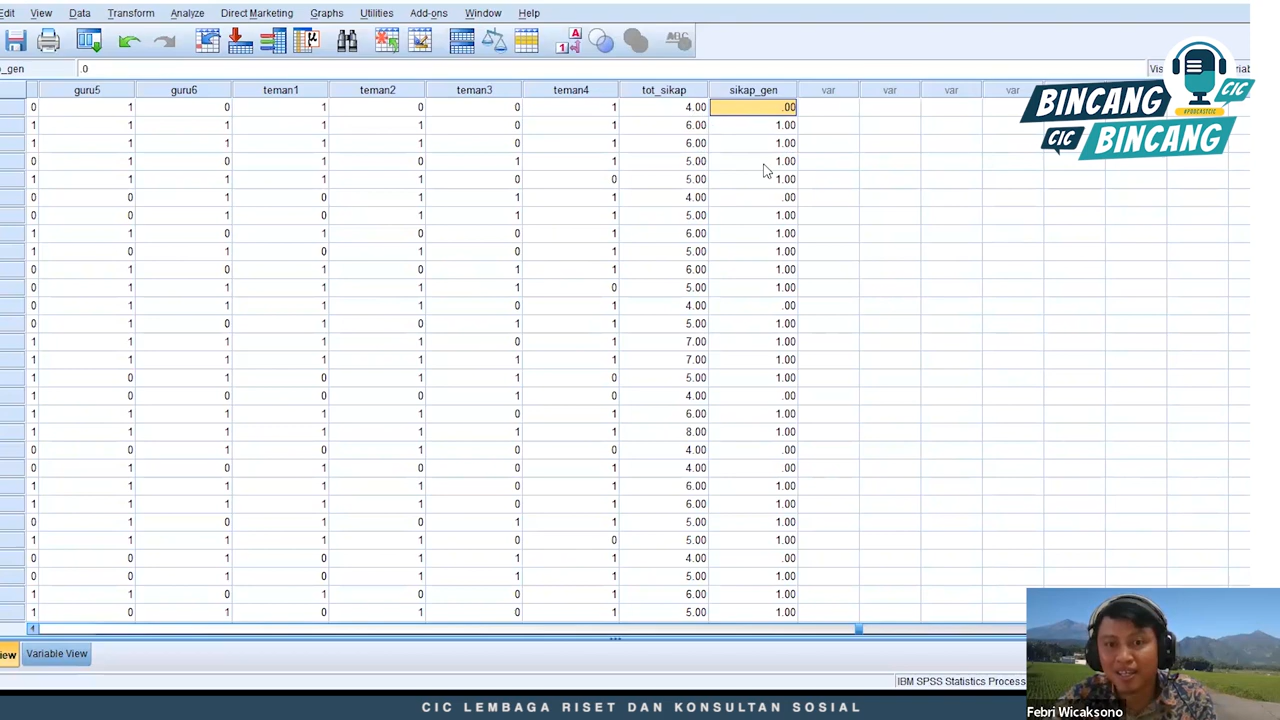 Edit View Data Transform Analyze Direct Marketing Graphs Utilities Add-ons Window Help
.0
guru5 guru6 teman1 teman2 teman3 teman4 tot_sikap sikap_gen var var var var
0 1 0 1 0 0 1 4.00 .00
1 0 1 1 1 0 1 6.00 1.00
1 1 1 1 1 0 1 6.00 1.00
0 1 0 1 0 1 1 5.00 1.00
1 1 1 1 1 0 0 5.00 1.00
0 0 1 0 1 1 1 4.00 .00
0 0 1 0 1 1 1 5.00 1.00
1 1 0 1 0 0 1 6.00 1.00
1 0 1 0 1 0 1 5.00 1.00
0 1 0 1 0 1 1 6.00 1.00
0 1 1 1 1 1 0 5.00 1.00
0 1 1 1 1 0 1 4.00 .00
0 1 0 1 0 1 1 5.00 1.00
1 1 1 1 0 0 1 7.00 1.00
1 1 1 1 1 0 1 7.00 1.00
1 0 1 0 1 1 0 5.00 1.00
0 0 0 0 0 1 0 4.00 .00
1 1 1 1 1 0 1 6.00 1.00
1 1 1 1 1 0 1 8.00 1.00
0 0 1 0 1 0 0 4.00 .00
0 1 0 1 0 0 1 4.00 .00
1 1 1 1 1 0 1 6.00 1.00
1 1 1 1 1 0 1 6.00 1.00
0 1 0 1 0 1 1 5.00 1.00
0 1 1 1 1 0 0 5.00 1.00
0 0 1 0 1 1 1 4.00 .00
0 0 1 0 1 1 1 5.00 1.00
1 1 0 1 0 0 1 6.00 1.00
1 0 1 0 1 0 1 5.00 1.00
Variable View
IBM SPSS Statistics Process
BINCANG CIC
#PODCASTCIC
CIC BINCANG
Febri Wicaksono
CIC LEMBAGA RISET DAN KONSULTAN SOSIAL